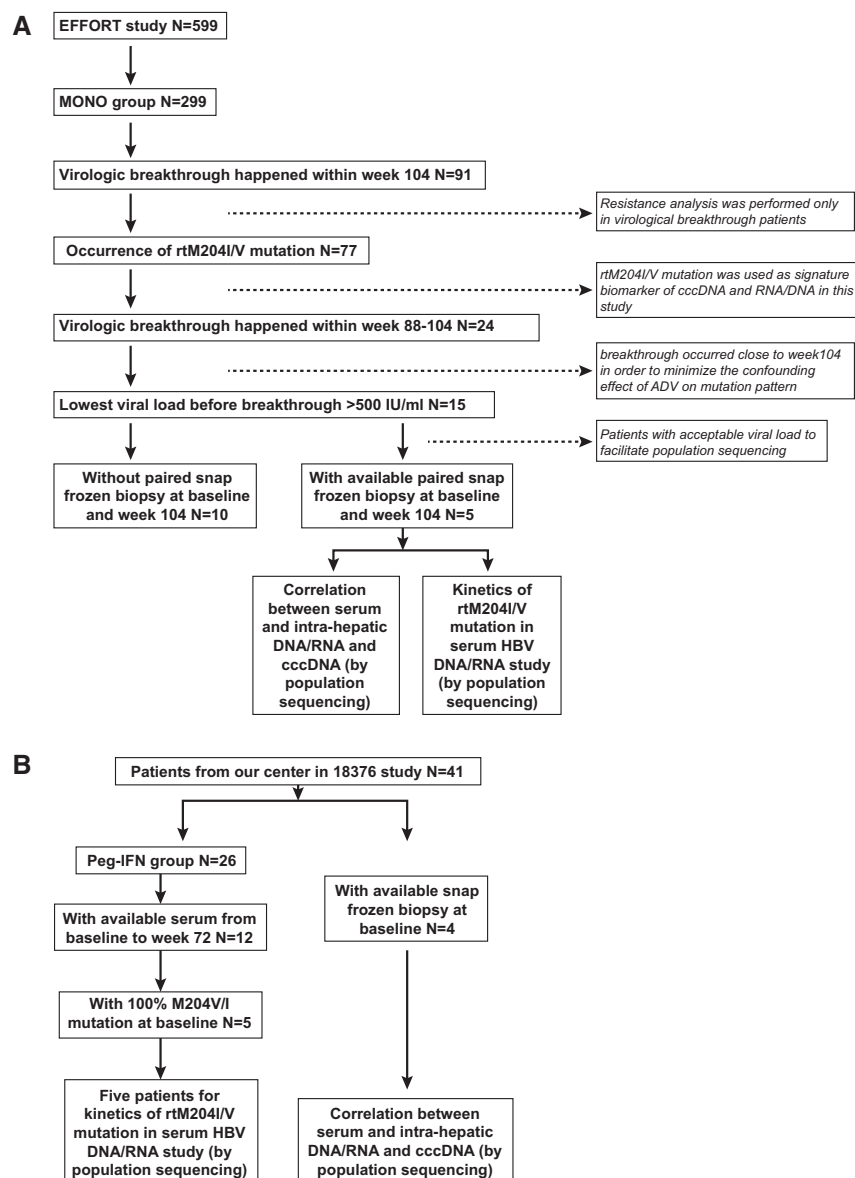 A
EFFORT study N=599
MONO group N=299
Virologic breakthrough happened within week 104 N=91
Resistance analysis was performed only
in virological breakthrough patients
Occurrence of rtM204I/V mutation N=77
rtM204I/V mutation was used as signature
biomarker of cccDNA and RNA/DNA in this
study
Virologic breakthrough happened within week 88-104 N=24
breakthrough occurred close to week104
in order to minimize the confounding
effect of ADV on mutation pattern
Lowest viral load before breakthrough >500 IU/ml N=15
Patients with acceptable viral load to
facilitate population sequencing
Without paired snap
frozen biopsy at baseline
and week 104 N=10
With available paired snap
frozen biopsy at baseline
and week 104 N=5
Correlation
between serum
and intra-hepatic
DNA/RNA and
cccDNA (by
population
sequencing)
Kinetics of
rtM204I/V
mutation in
serum HBV
DNA/RNA study
(by population
sequencing)
B
Patients from our center in 18376 study N=41
Peg-IFN group N=26
With available serum from
baseline to week 72 N=12
With 100% M204V/I
mutation at baseline N=5
Five patients for
kinetics of rtM204I/V
mutation in serum HBV
DNA/RNA study (by
population sequencing)
With available snap
frozen biopsy at
baseline N=4
Correlation between
serum and intra-hepatic
DNA/RNA and cccDNA (by
population sequencing)